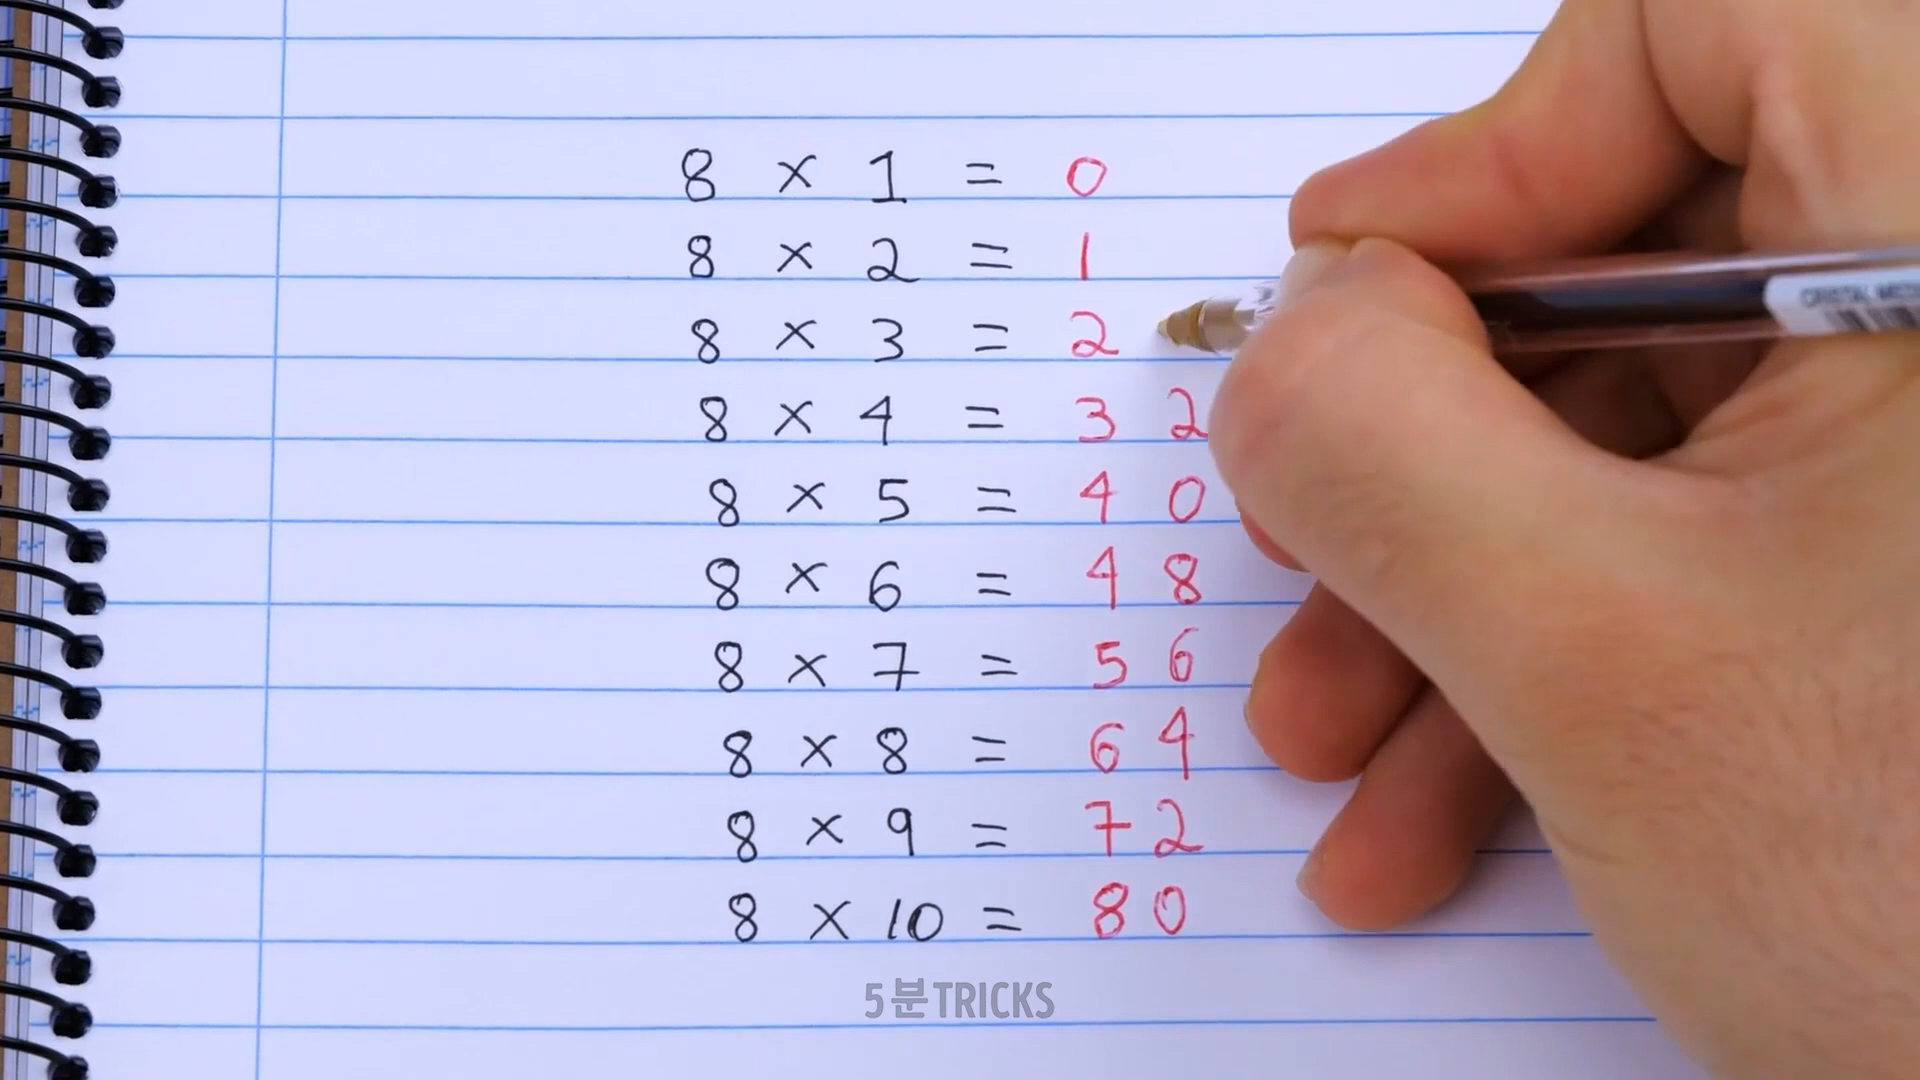 8 × 1 = 0
8 × 2 = 1
8 × 3 = 2
8 × 4 = 3 2
8 × 5 = 4 0
8 × 6 = 4 8
8 × 7 = 5 6
8 × 8 = 6 4
8 × 9 = 7 2
8 × 10 = 8 0
5분TRICKS